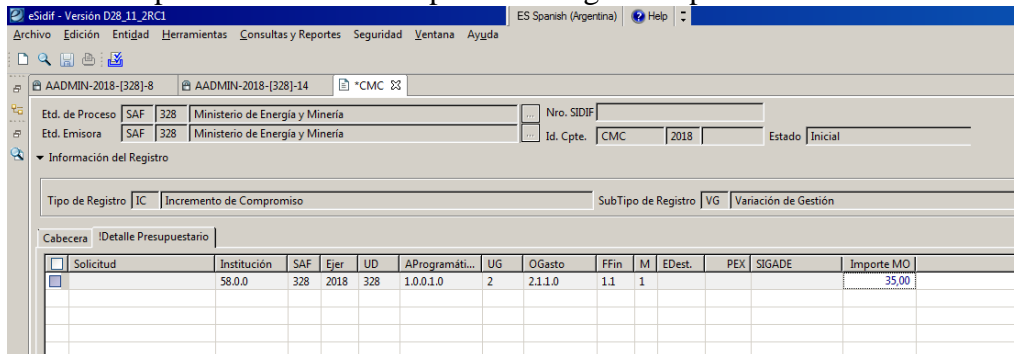 eSidif - Versión D28_11_2RC1 ES Spanish (Argentina) Help
Archivo Edición Entidad Herramientas Consultas y Reportes Seguridad Ventana Ayuda
AADMIN-2018-[328]-8 AADMIN-2018-[328]-14 *CMC
Etd. de Proceso SAF 328 Ministerio de Energía y Minería ... Nro. SIDIF
Etd. Emisora SAF 328 Ministerio de Energía y Minería ... Id. Cpte. CMC 2018 Estado Inicial
Información del Registro
Tipo de Registro IC Incremento de Compromiso SubTipo de Registro VG Variación de Gestión
Cabecera !Detalle Presupuestario
Solicitud Institución SAF Ejer UD AProgramáti... UG OGasto FFin M EDest. PEX SIGADE Importe MO
58.0.0 328 2018 328 1.0.0.1.0 2 2.1.1.0 1.1 1 35,00